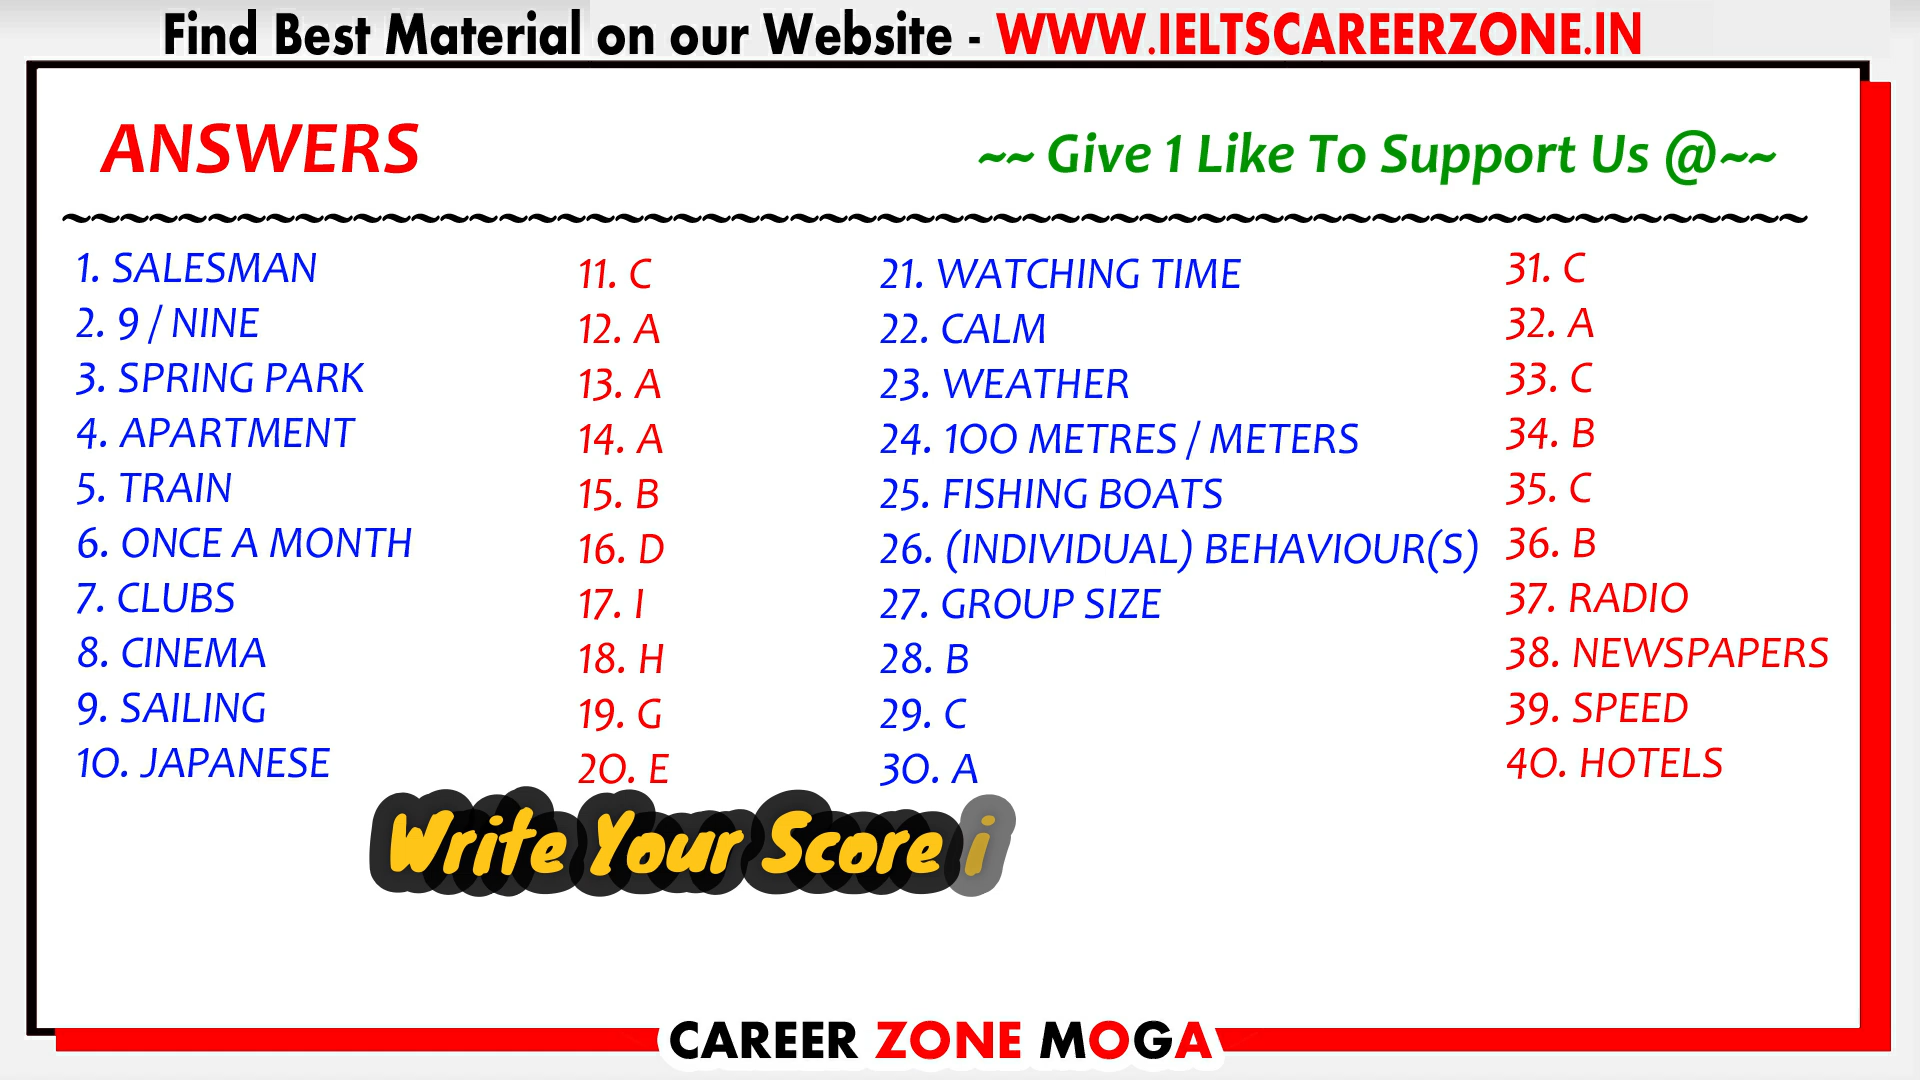 Find Best Material on our Website - WWW.IELTSCAREERZONE.IN
ANSWERS
~~ Give 1 Like To Support Us @~~
1. SALESMAN
2. 9 / NINE
3. SPRING PARK
4. APARTMENT
5. TRAIN
6. ONCE A MONTH
7. CLUBS
8. CINEMA
9. SAILING
10. JAPANESE
11. C
12. A
13. A
14. A
15. B
16. D
17. I
18. H
19. G
20. E
21. WATCHING TIME
22. CALM
23. WEATHER
24. 100 METRES / METERS
25. FISHING BOATS
26. (INDIVIDUAL) BEHAVIOUR(S)
27. GROUP SIZE
28. B
29. C
30. A
31. C
32. A
33. C
34. B
35. C
36. B
37. RADIO
38. NEWSPAPERS
39. SPEED
40. HOTELS
Write Your Score i
CAREER ZONE MOGA